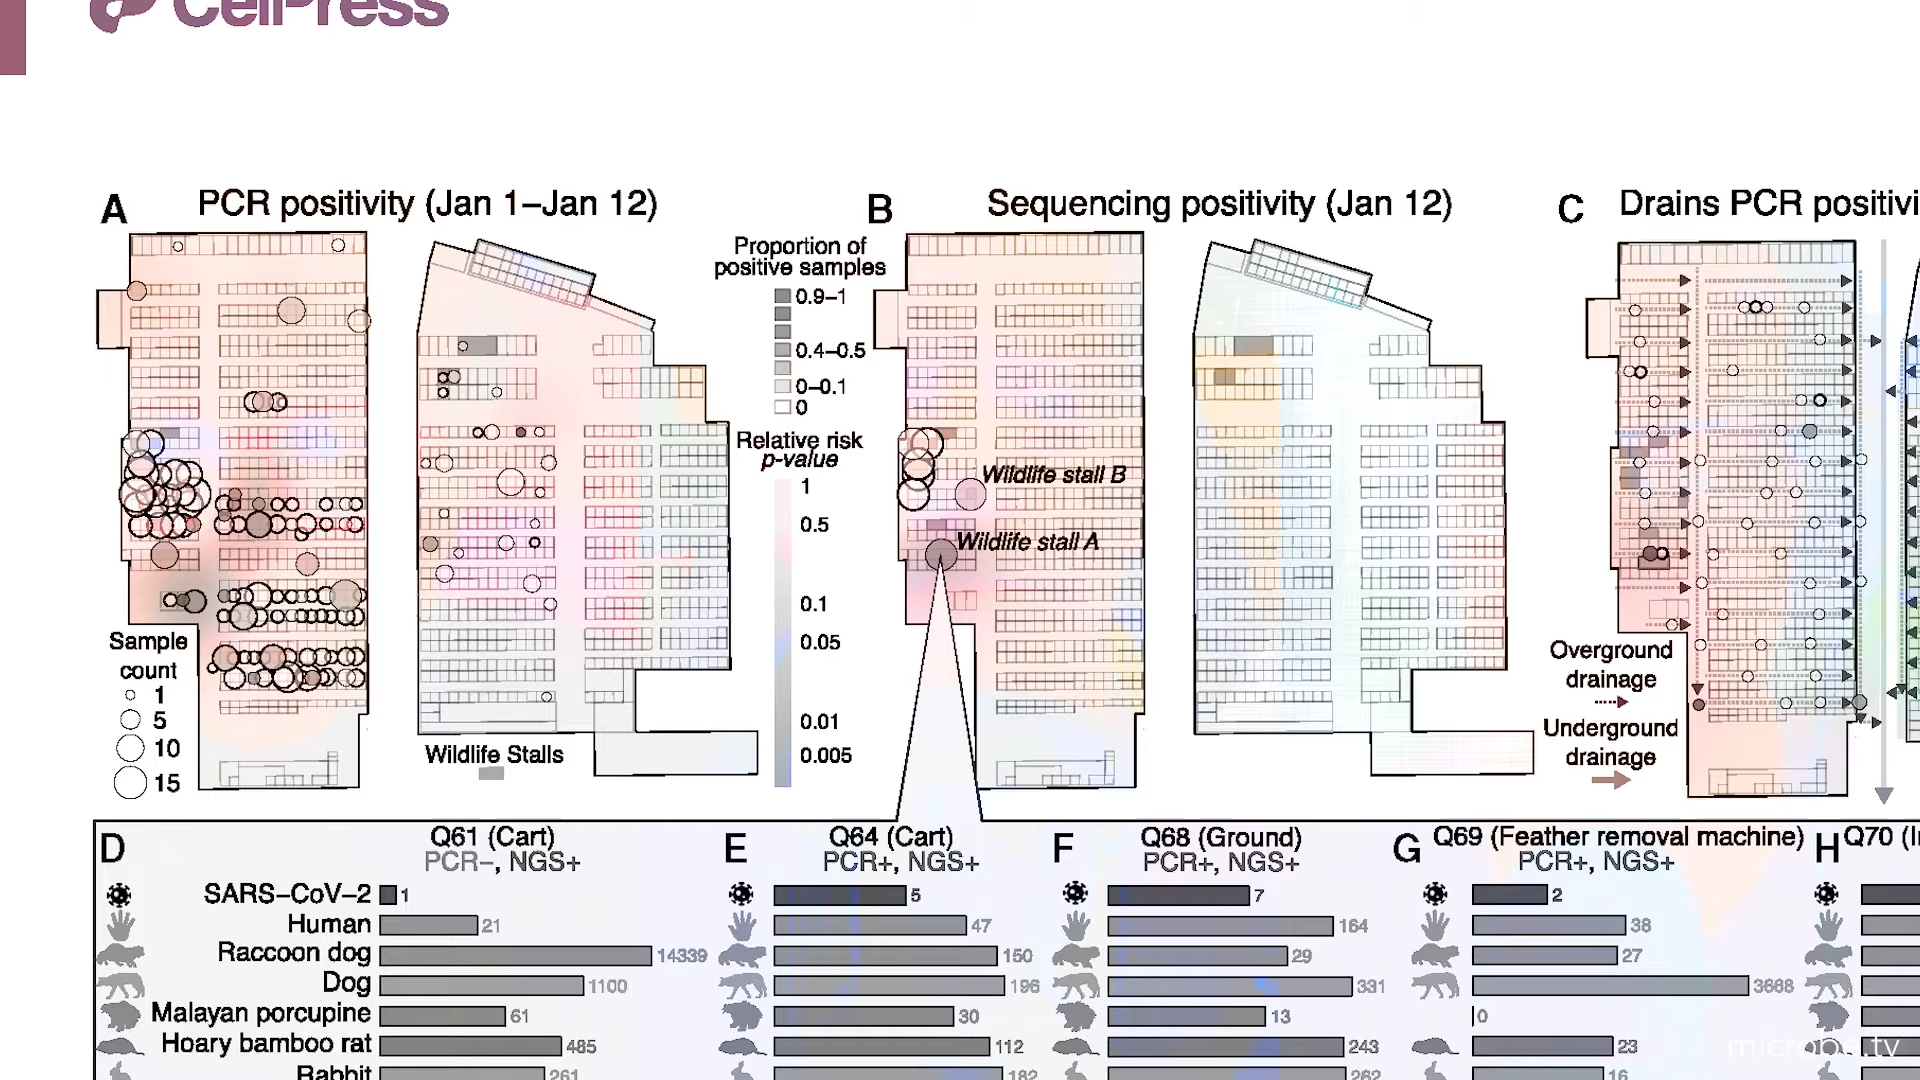 CellPress
A PCR positivity (Jan 1–Jan 12)
B Sequencing positivity (Jan 12)
C Drains PCR positivi
Proportion of
positive samples
0.9–1
0.4–0.5
0–0.1
0
Relative risk
p-value
1
0.5
0.1
0.05
0.01
0.005
Wildlife stall B
Wildlife stall A
Sample
count
1
5
10
15
Wildlife Stalls
Overground
drainage
Underground
drainage
D Q61 (Cart)
PCR–, NGS+
SARS–CoV–2 1
Human 21
Raccoon dog 14339
Dog 1100
Malayan porcupine 61
Hoary bamboo rat 485
Rabbit 261
E Q64 (Cart)
PCR+, NGS+
5
47
150
196
30
112
182
F Q68 (Ground)
PCR+, NGS+
7
164
29
331
13
243
262
G Q69 (Feather removal machine)
PCR+, NGS+
2
38
27
3668
0
23
16
H Q70 (I
microbe.tv